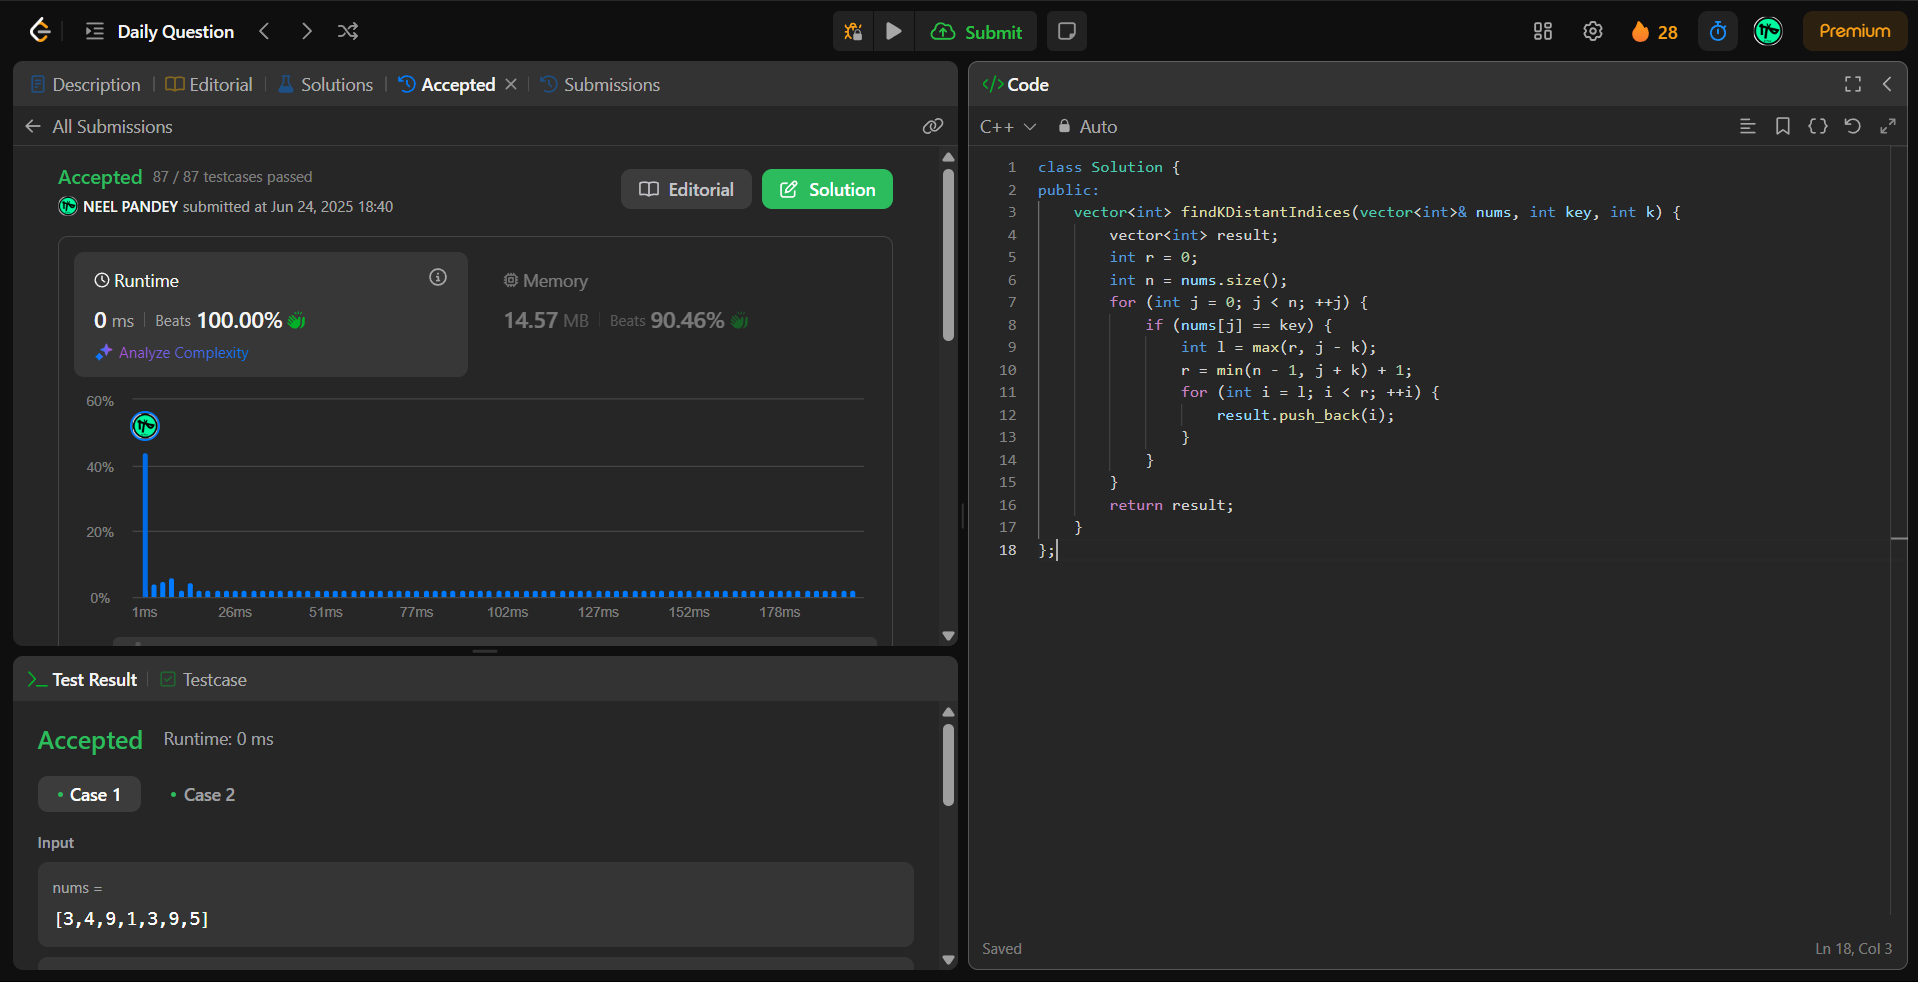 Daily Question
Submit
28
Premium
Description
Editorial
Solutions
Accepted
Submissions
All Submissions
Accepted 87 / 87 testcases passed
NEEL PANDEY submitted at Jun 24, 2025 18:40
Editorial
Solution
Runtime
0 ms Beats 100.00%
Analyze Complexity
Memory
14.57 MB Beats 90.46%
60%
40%
20%
0%
1ms 26ms 51ms 77ms 102ms 127ms 152ms 178ms
Test Result
Testcase
Accepted Runtime: 0 ms
Case 1
Case 2
Input
nums =
[3,4,9,1,3,9,5]
</> Code
C++ Auto
1 class Solution {
2 public:
3     vector<int> findKDistantIndices(vector<int>& nums, int key, int k) {
4         vector<int> result;
5         int r = 0;
6         int n = nums.size();
7         for (int j = 0; j < n; ++j) {
8             if (nums[j] == key) {
9                 int l = max(r, j - k);
10                 r = min(n - 1, j + k) + 1;
11                 for (int i = l; i < r; ++i) {
12                     result.push_back(i);
13                 }
14             }
15         }
16         return result;
17     }
18 };
Saved
Ln 18, Col 3